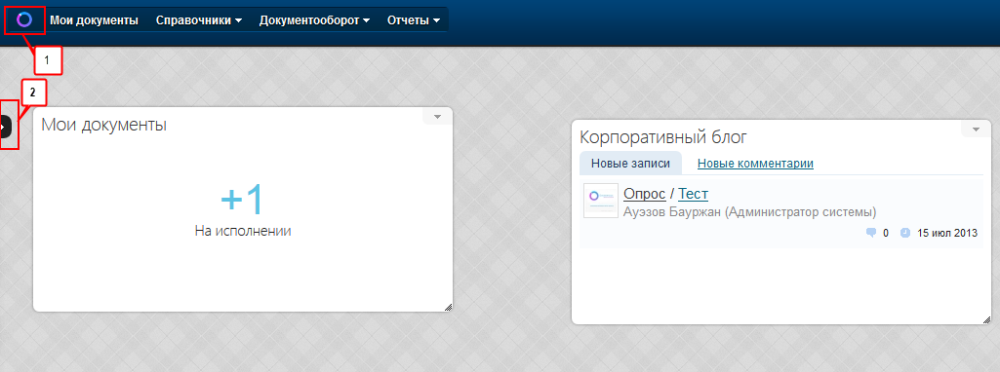 Мои документы Справочники Документооборот Отчеты
1
2
Мои документы
+1
На исполнении
Корпоративный блог
Новые записи Новые комментарии
Опрос / Тест
Ауэзов Бауржан (Администратор системы)
0 15 июл 2013